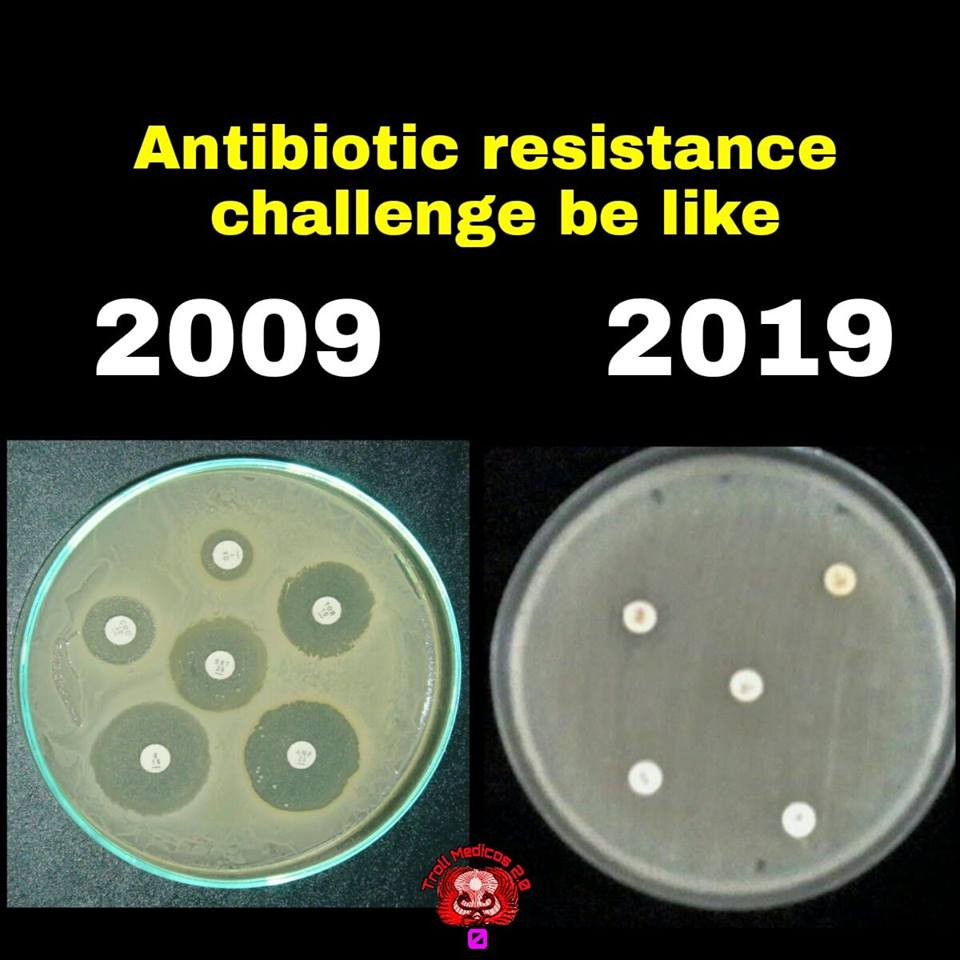 Antibiotic resistance
challenge be like
2009 2019
Troll Medicos 2.0